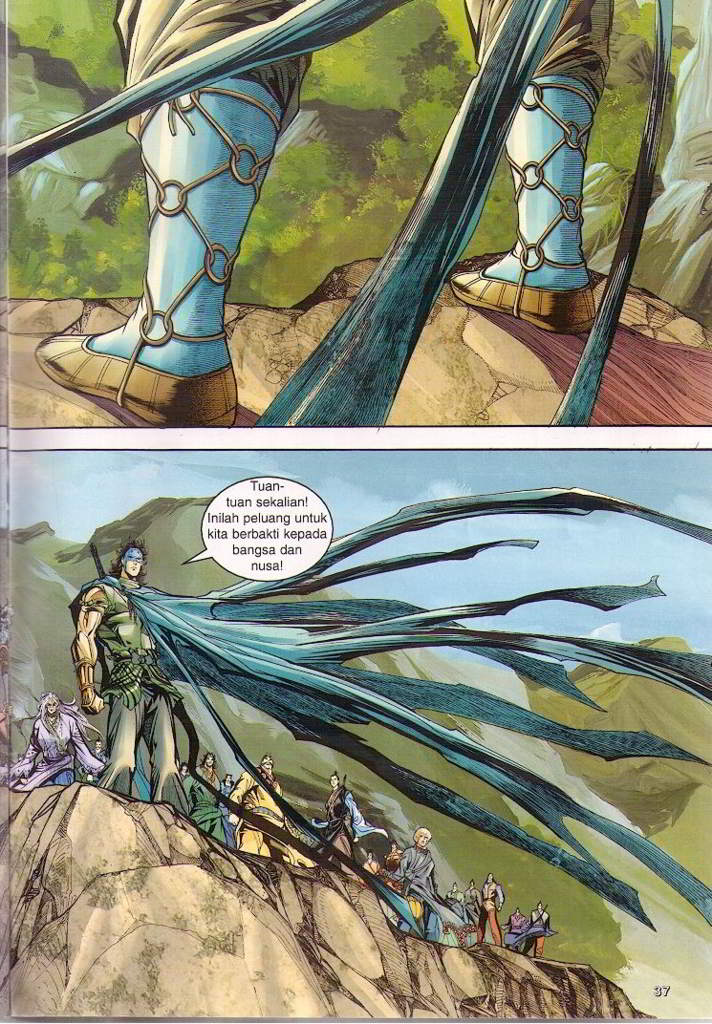 Tuan-
tuan sekalian!
Inilah peluang untuk
kita berbakti kepada
bangsa dan
nusa!
37